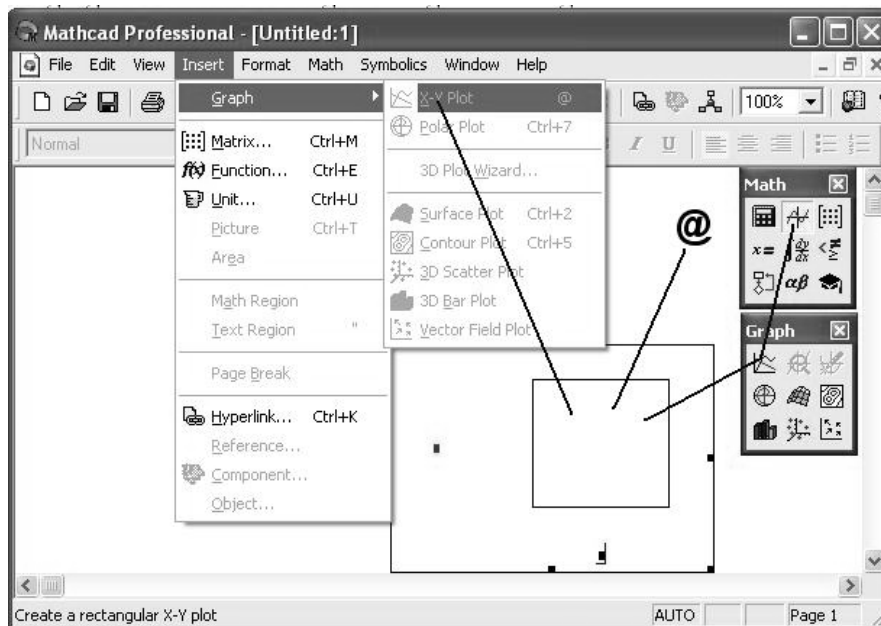 Mathcad Professional - [Untitled:1]
File Edit View Insert Format Math Symbolics Window Help
100%
Normal
I U
Graph
Matrix... Ctrl+M
Function... Ctrl+E
Unit... Ctrl+U
Picture Ctrl+T
Area
Math Region
Text Region "
Page Break
Hyperlink... Ctrl+K
Reference...
Component...
Object...
X-Y Plot @
Polar Plot Ctrl+7
3D Plot Wizard...
Surface Plot Ctrl+2
Contour Plot Ctrl+5
3D Scatter Plot
3D Bar Plot
Vector Field Plot
@
Math
x=
αβ
Graph
Create a rectangular X-Y plot AUTO Page 1